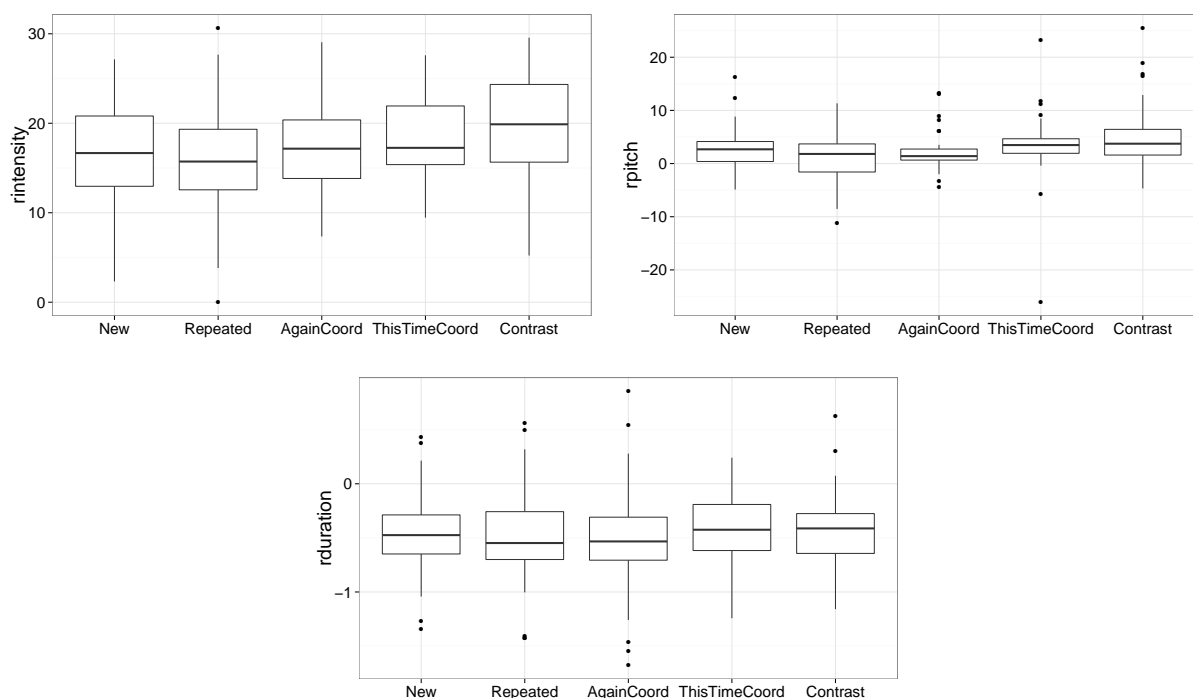 rintensity
30
20
10
0
New Repeated AgainCoord ThisTimeCoord Contrast
rpitch
20
10
0
−10
−20
New Repeated AgainCoord ThisTimeCoord Contrast
rduration
0
−1
New Repeated AgainCoord ThisTimeCoord Contrast